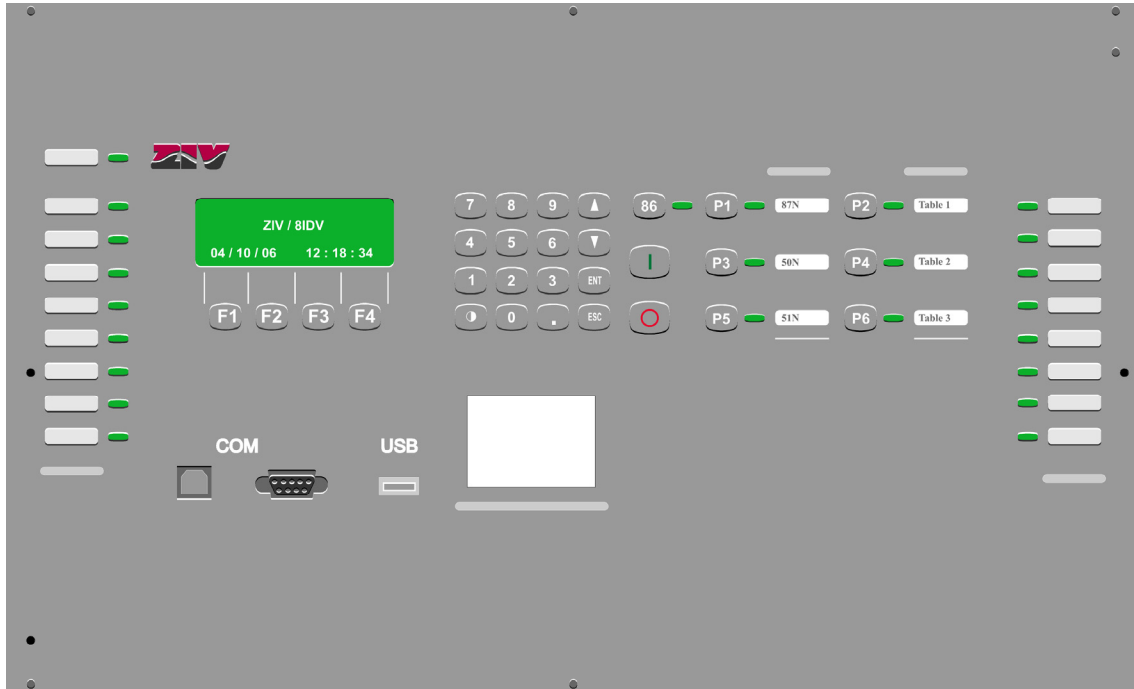 ZIV
ZIV / 8IDV
04 / 10 / 06 12 : 18 : 34
F1 F2 F3 F4
7 8 9
4 5 6
1 2 3 ENT
0 . ESC
86 P1 87N P2 Table 1
P3 50N P4 Table 2
P5 51N P6 Table 3
COM USB